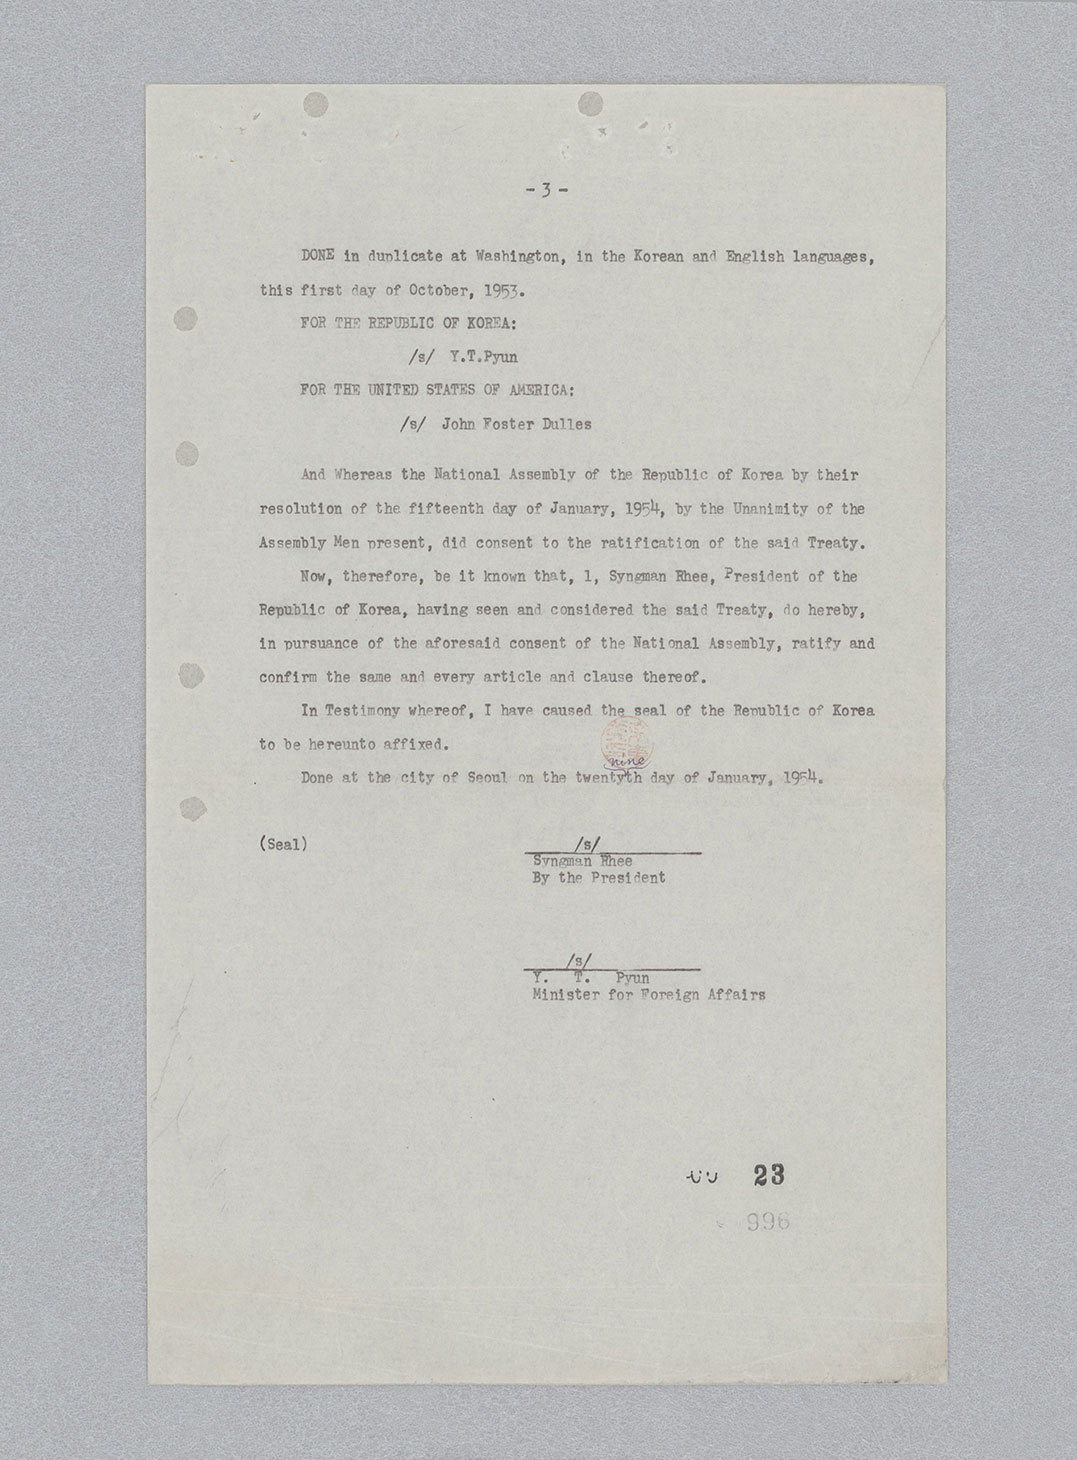 - 3 -
DONE in duplicate at Washington, in the Korean and English languages,
this first day of October, 1953.
FOR THE REPUBLIC OF KOREA:
/s/ Y.T.Pyun
FOR THE UNITED STATES OF AMERICA:
/s/ John Foster Dulles
And Whereas the National Assembly of the Republic of Korea by their
resolution of the fifteenth day of January, 1954, by the Unanimity of the
Assembly Men present, did consent to the ratification of the said Treaty.
Now, therefore, be it known that, 1, Syngman Rhee, President of the
Republic of Korea, having seen and considered the said Treaty, do hereby,
in pursuance of the aforesaid consent of the National Assembly, ratify and
confirm the same and every article and clause thereof.
In Testimony whereof, I have caused the seal of the Republic of Korea
to be hereunto affixed.
nine
Done at the city of Seoul on the twentyth day of January, 1954.
(Seal) /s/
Syngman Rhee
By the President
/s/
Y. T. Pyun
Minister for Foreign Affairs
23
996